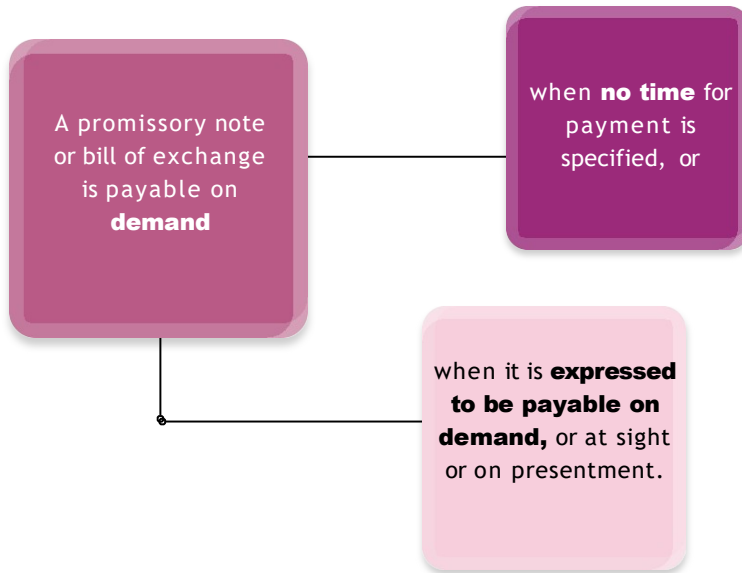 A promissory note
or bill of exchange
is payable on
demand
when no time for
payment is
specified, or
when it is expressed
to be payable on
demand, or at sight
or on presentment.